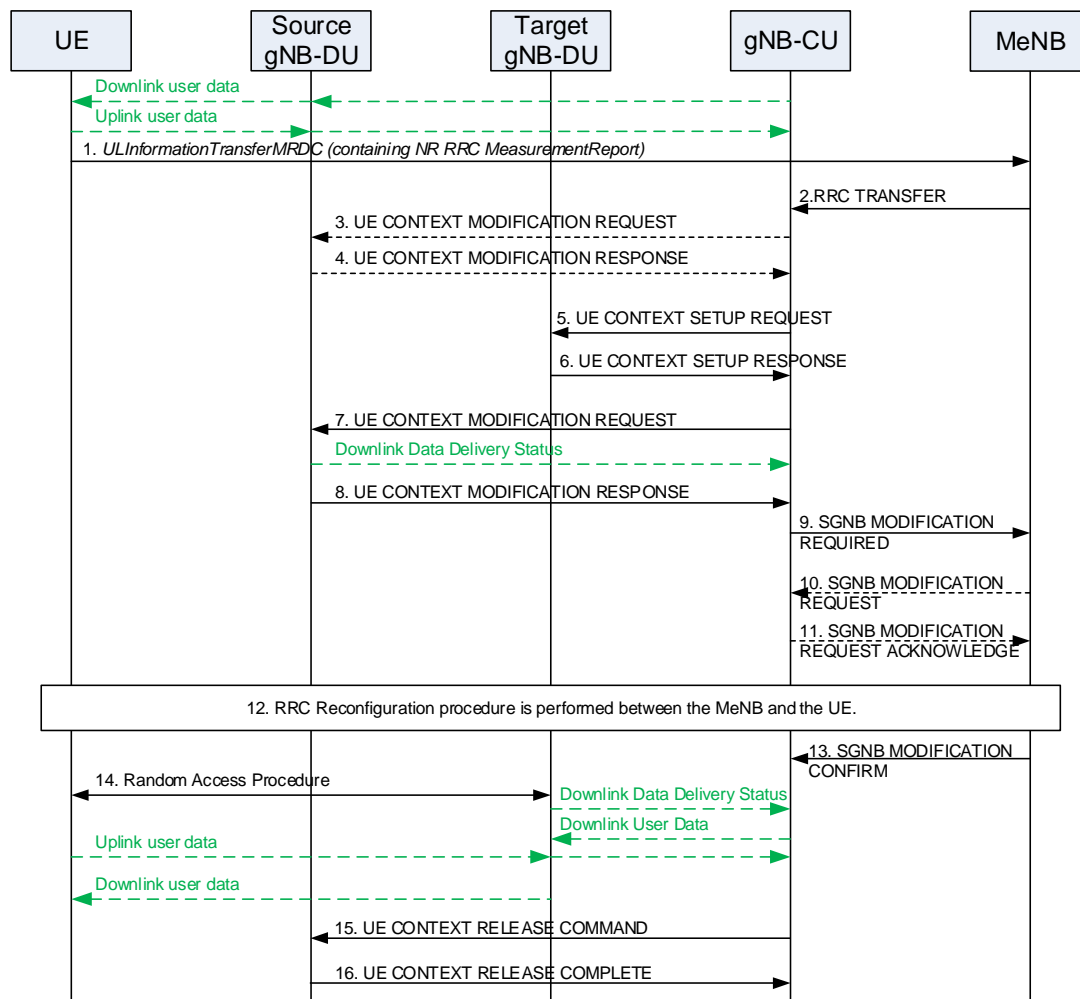 UE
Source
gNB-DU
Target
gNB-DU
gNB-CU
MeNB
Downlink user data
Uplink user data
1. ULInformationTransferMRDC (containing NR RRC MeasurementReport)
2.RRC TRANSFER
3. UE CONTEXT MODIFICATION REQUEST
4. UE CONTEXT MODIFICATION RESPONSE
5. UE CONTEXT SETUP REQUEST
6. UE CONTEXT SETUP RESPONSE
7. UE CONTEXT MODIFICATION REQUEST
Downlink Data Delivery Status
8. UE CONTEXT MODIFICATION RESPONSE
9. SGNB MODIFICATION
REQUIRED
10. SGNB MODIFICATION
REQUEST
11. SGNB MODIFICATION
REQUEST ACKNOWLEDGE
12. RRC Reconfiguration procedure is performed between the MeNB and the UE.
13. SGNB MODIFICATION
CONFIRM
14. Random Access Procedure
Downlink Data Delivery Status
Downlink User Data
Uplink user data
Downlink user data
15. UE CONTEXT RELEASE COMMAND
16. UE CONTEXT RELEASE COMPLETE